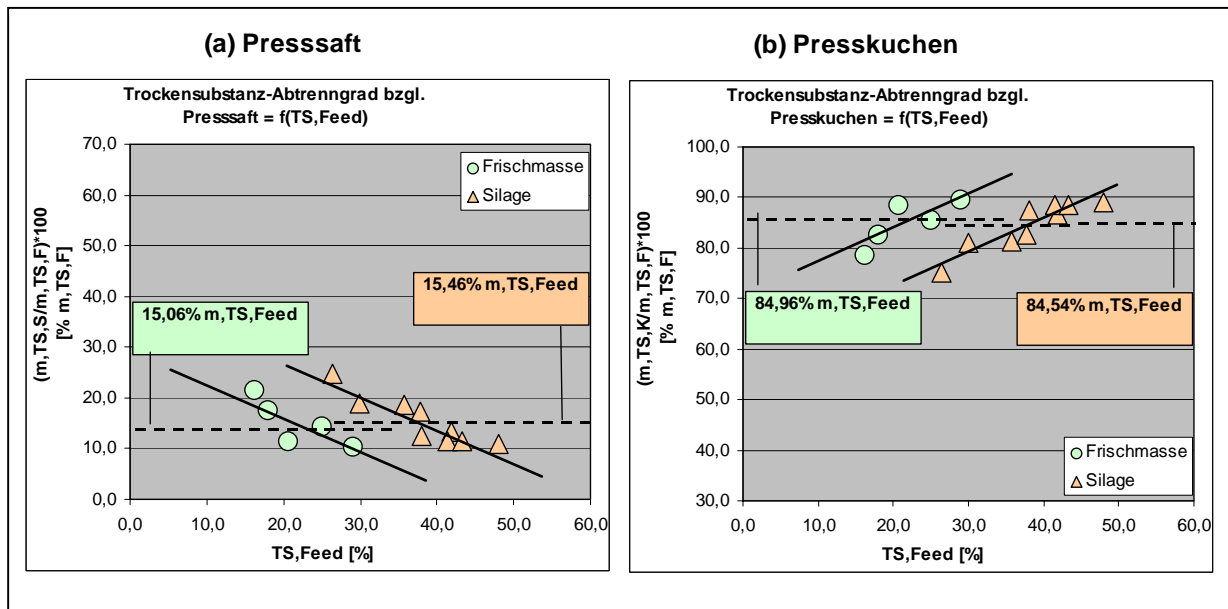 (a) Presssaft
Trockensubstanz-Abtrenngrad bzgl.
Presssaft = f(TS,Feed)
(m,TS,S/m,TS,F)*100
[% m,TS,F]
70,0
60,0
50,0
40,0
30,0
20,0
10,0
0,0
Frischmasse
Silage
15,46% m,TS,Feed
15,06% m,TS,Feed
0,0 10,0 20,0 30,0 40,0 50,0 60,0
TS,Feed [%]
(b) Presskuchen
Trockensubstanz-Abtrenngrad bzgl.
Presskuchen = f(TS,Feed)
(m,TS,K/m,TS,F)*100
[% m,TS,F]
100,0
90,0
80,0
70,0
60,0
50,0
40,0
30,0
84,96% m,TS,Feed
84,54% m,TS,Feed
Frischmasse
Silage
0,0 10,0 20,0 30,0 40,0 50,0 60,0
TS,Feed [%]